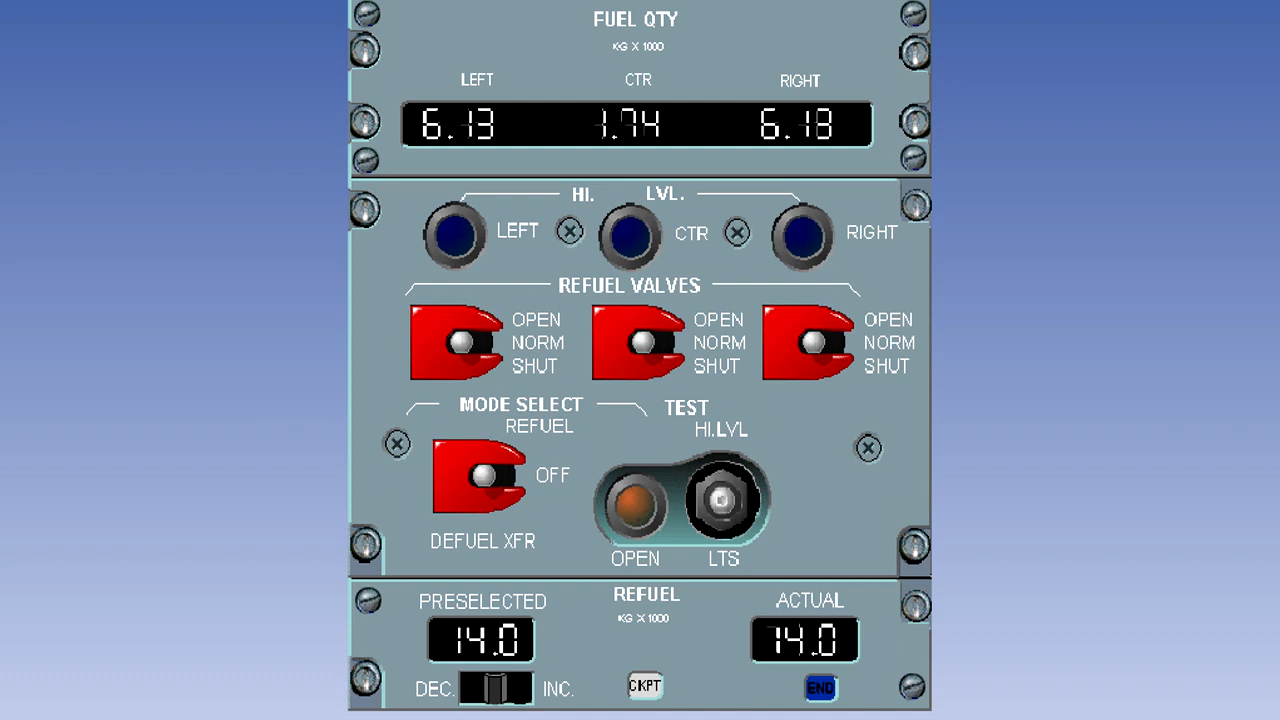 FUEL QTY
KG X 1000
LEFT CTR RIGHT
6.13 1.74 6.18
HI. LVL.
LEFT CTR RIGHT
REFUEL VALVES
OPEN OPEN OPEN
NORM NORM NORM
SHUT SHUT SHUT
MODE SELECT TEST
REFUEL HI.LVL
OFF
DEFUEL XFR
OPEN LTS
REFUEL
PRESELECTED KG X 1000 ACTUAL
14.0 14.0
DEC. INC. CKPT END